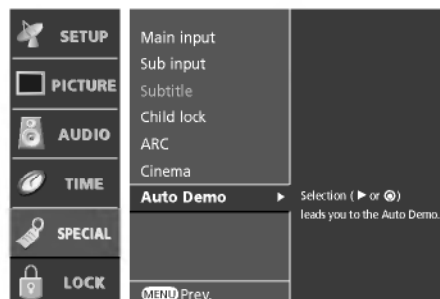 SETUP
PICTURE
AUDIO
TIME
SPECIAL
LOCK
Main input
Sub input
Subtitle
Child lock
ARC
Cinema
Auto Demo ▶
MENU Prev.
Selection ( ▶ or ◉)
leads you to the Auto Demo.